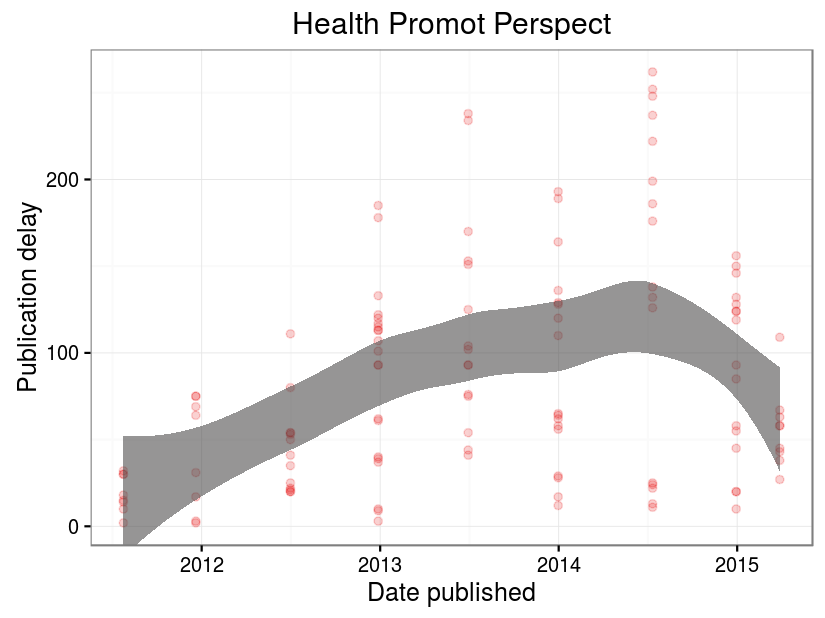 Health Promot Perspect
Publication delay
200
100
0
2012 2013 2014 2015
Date published